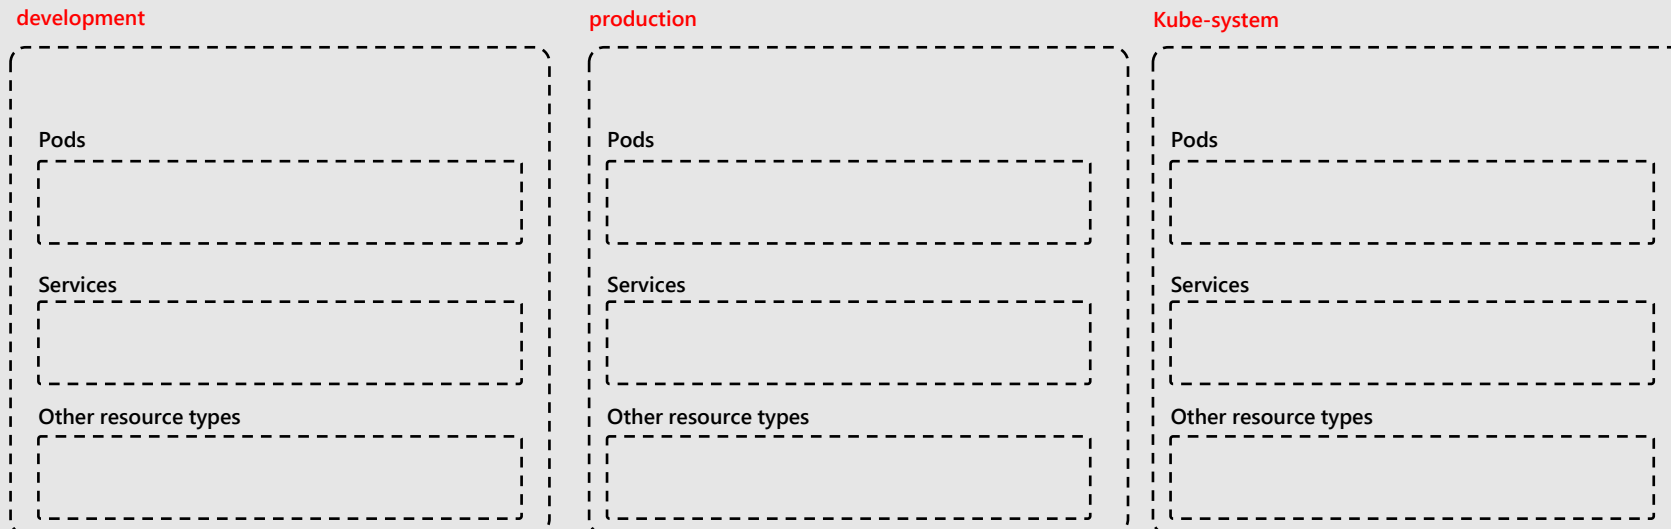 development
Pods
Services
Other resource types
production
Pods
Services
Other resource types
Kube-system
Pods
Services
Other resource types